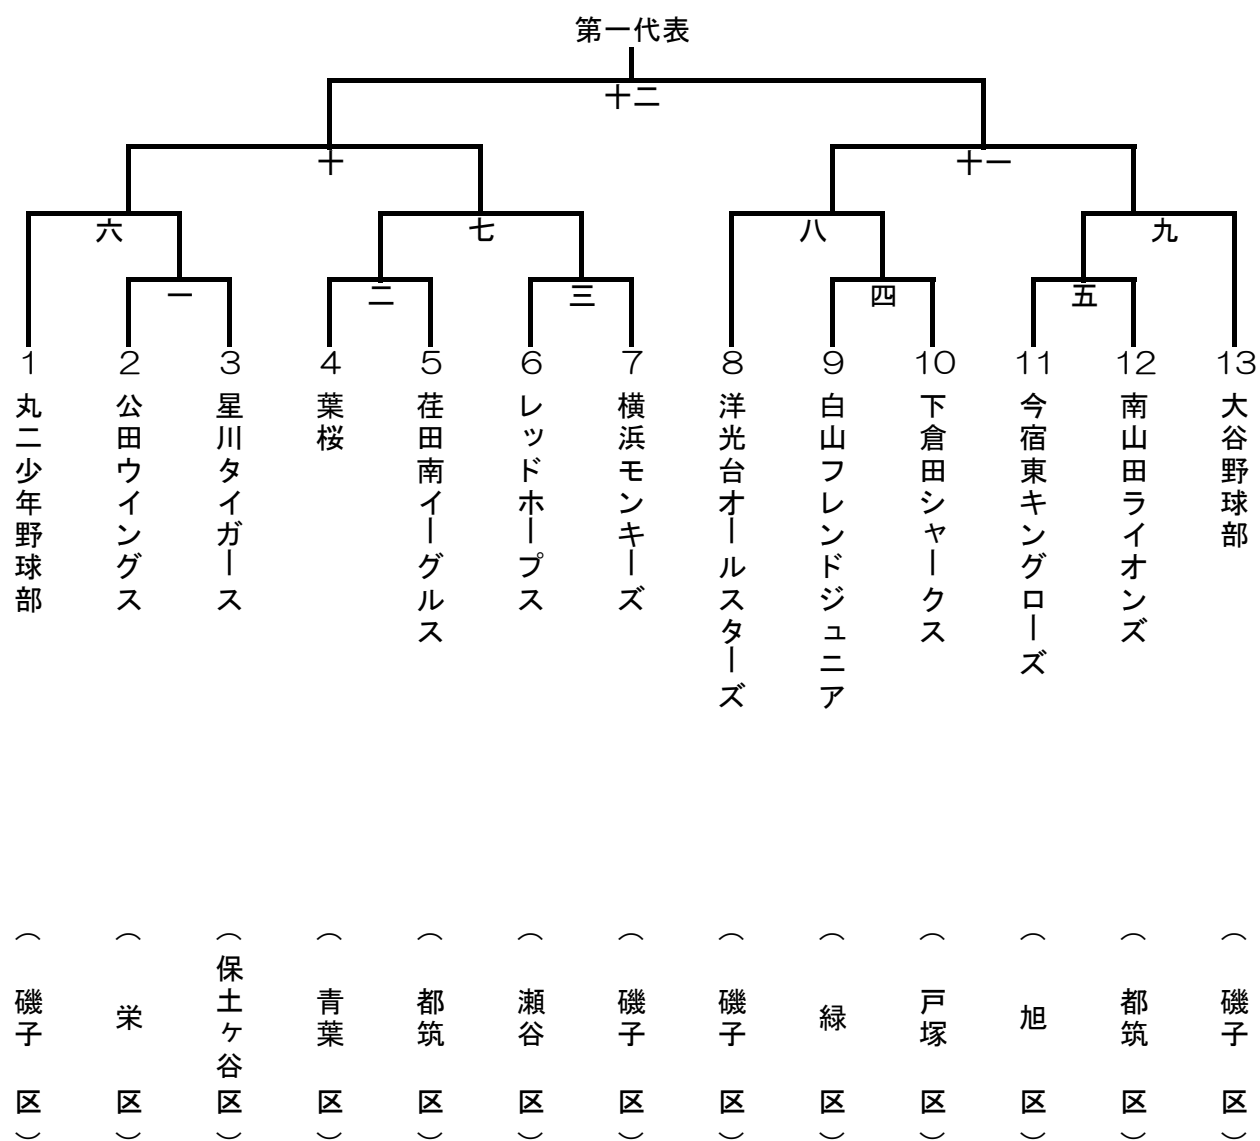 第一代表
十二
十
十一
六
七
八
九
一
二
三
四
五
1
2
3
4
5
6
7
8
9
10
11
12
13
丸二少年野球部
公田ウイングス
星川タイガース
葉桜
荏田南イーグルス
レッドホープス
横浜モンキーズ
洋光台オールスターズ
白山フレンドジュニア
下倉田シャークス
今宿東キングローズ
南山田ライオンズ
大谷野球部
（磯子区）
（栄区）
（保土ヶ谷区）
（青葉区）
（都筑区）
（瀬谷区）
（磯子区）
（磯子区）
（緑区）
（戸塚区）
（旭区）
（都筑区）
（磯子区）